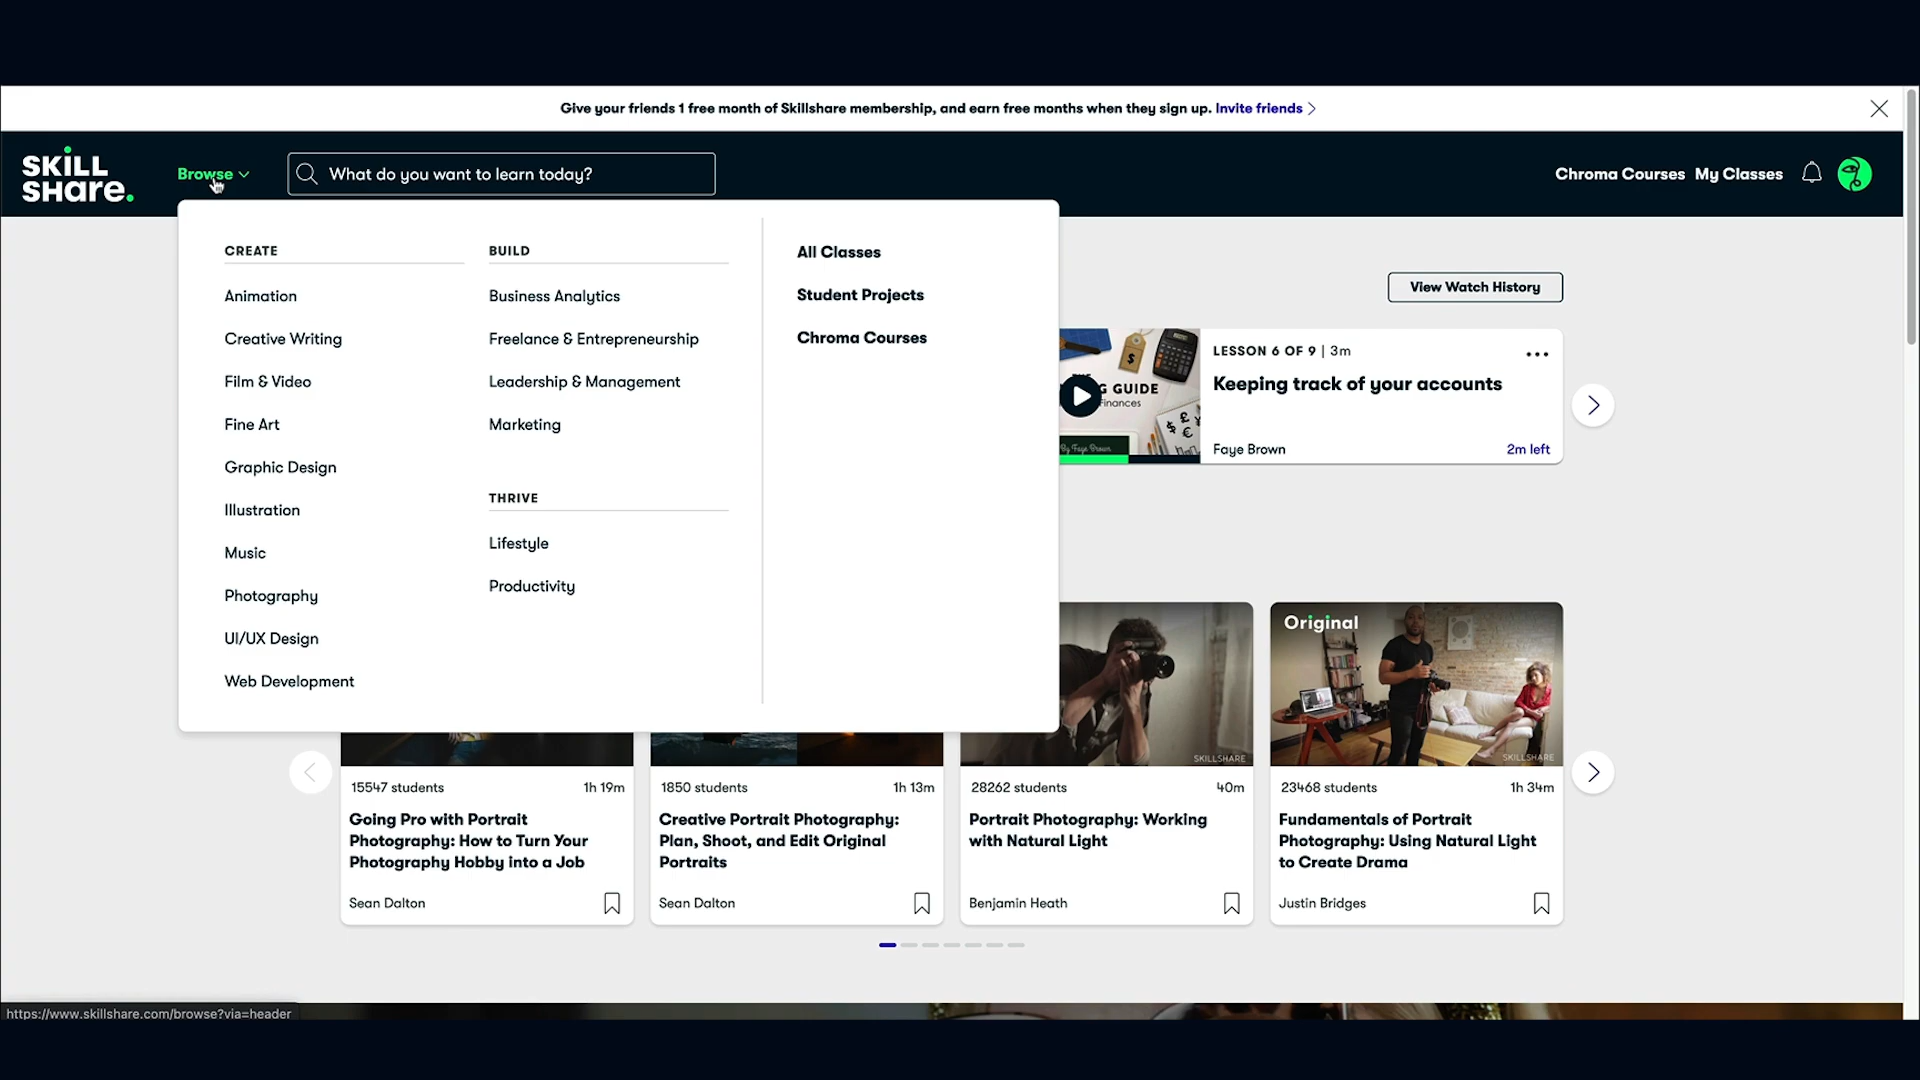 Give your friends 1 free month of Skillshare membership, and earn free months when they sign up. Invite friends >
SKILL
SHARE.
Browse
What do you want to learn today?
Chroma Courses My Classes
CREATE
Animation
Creative Writing
Film & Video
Fine Art
Graphic Design
Illustration
Music
Photography
UI/UX Design
Web Development
BUILD
Business Analytics
Freelance & Entrepreneurship
Leadership & Management
Marketing
THRIVE
Lifestyle
Productivity
All Classes
Student Projects
Chroma Courses
View Watch History
G GUIDE
Finances
By Faye Brown
LESSON 6 OF 9 | 3m
Keeping track of your accounts
Faye Brown
2m left
15547 students
1h 19m
Going Pro with Portrait
Photography: How to Turn Your
Photography Hobby into a Job
Sean Dalton
1850 students
1h 13m
Creative Portrait Photography:
Plan, Shoot, and Edit Original
Portraits
Sean Dalton
SKILLSHARE
28262 students
40m
Portrait Photography: Working
with Natural Light
Benjamin Heath
Original
SKILLSHARE
23468 students
1h 34m
Fundamentals of Portrait
Photography: Using Natural Light
to Create Drama
Justin Bridges
https://www.skillshare.com/browse?via=header